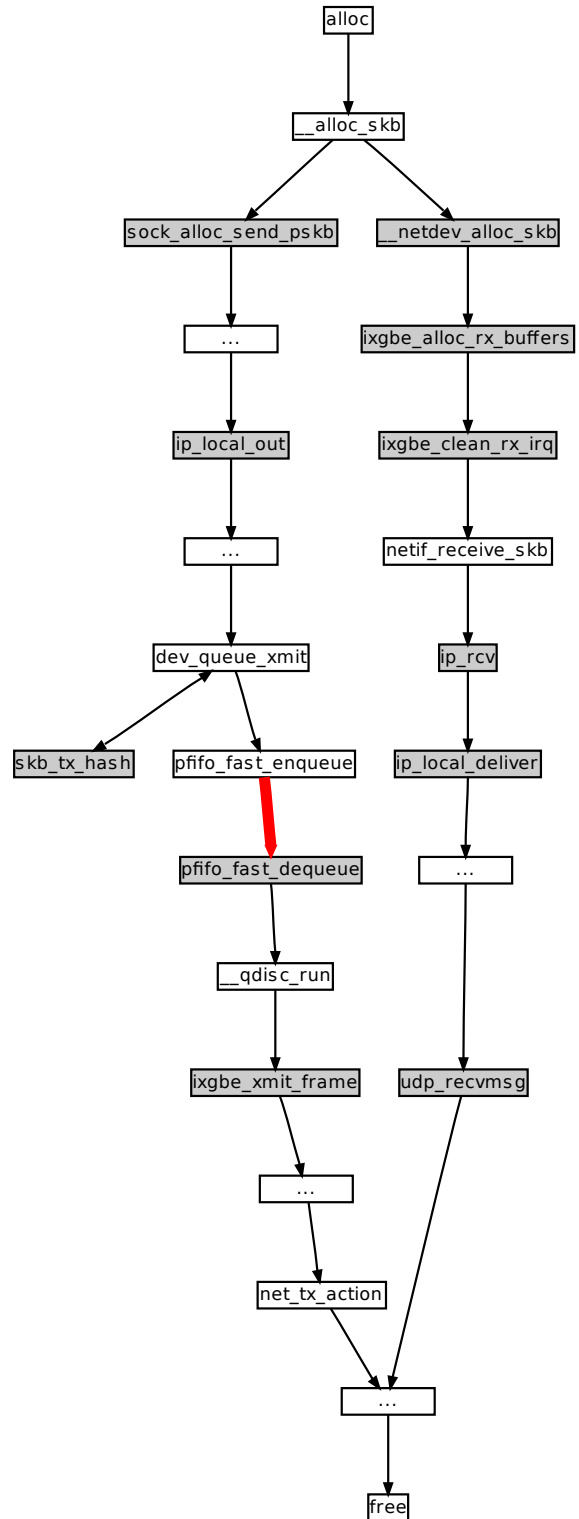 alloc
__alloc_skb
sock_alloc_send_pskb
__netdev_alloc_skb
...
ixgbe_alloc_rx_buffers
ip_local_out
ixgbe_clean_rx_irq
...
netif_receive_skb
dev_queue_xmit
ip_rcv
skb_tx_hash
pfifo_fast_enqueue
ip_local_deliver
pfifo_fast_dequeue
...
__qdisc_run
ixgbe_xmit_frame
udp_recvmsg
...
net_tx_action
...
free